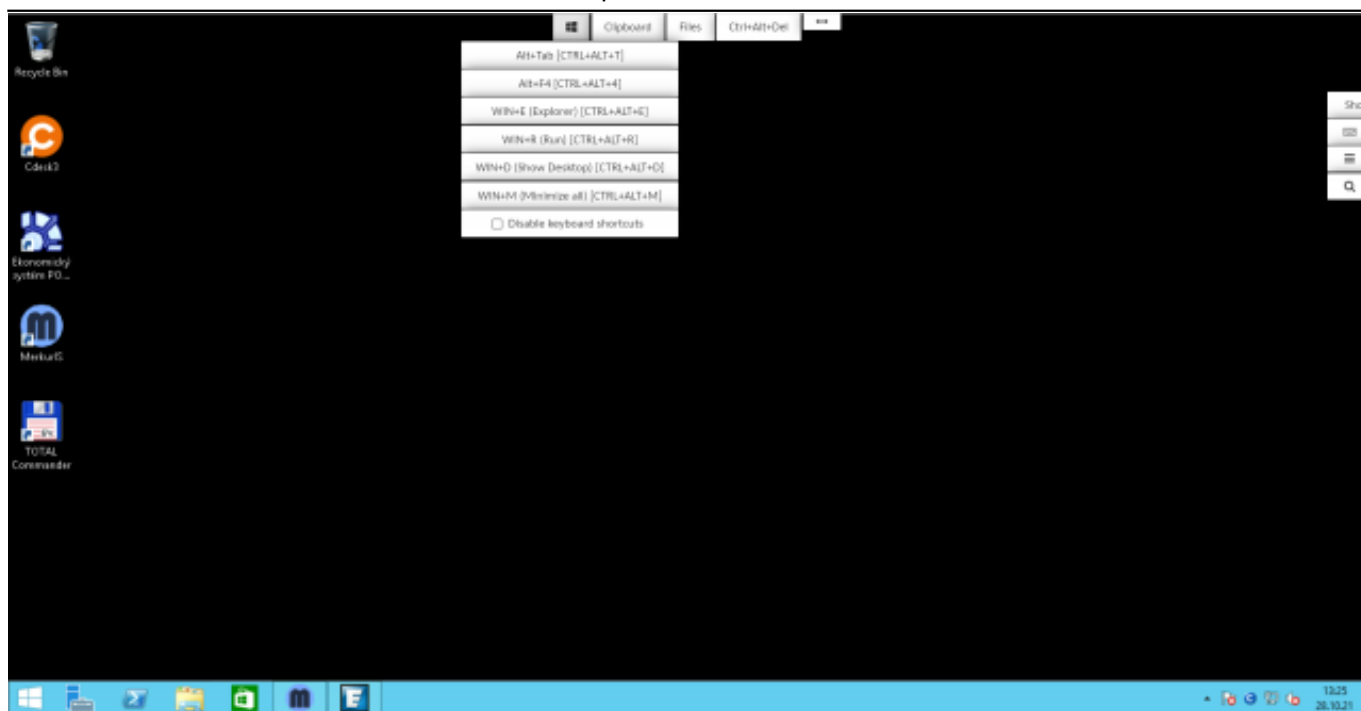 Clipboard
Files
Ctrl+Alt+Del
Alt+Tab [CTRL+ALT+T]
Alt+F4 [CTRL+ALT+4]
WIN+E (Explorer) [CTRL+ALT+E]
WIN+R (Run) [CTRL+ALT+R]
WIN+D (Show Desktop) [CTRL+ALT+D]
WIN+M (Minimize all) [CTRL+ALT+M]
Disable keyboard shortcuts
Recycle Bin
Cdesk3
Ekonomický
systém PO...
TOTAL
Commander
Sho
13:25
28.10.21